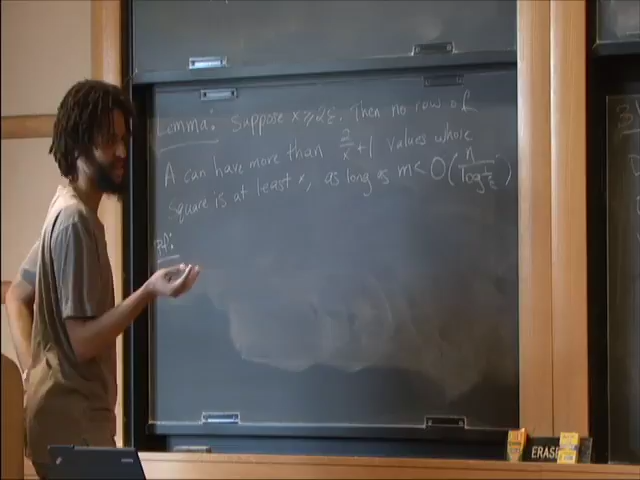 Lemma: Suppose x ⩾ 2ε. Then no row of
A can have more than 2/x + 1 values whole
Square is at least x, as long as m < O(n / log 1/ε)
Pf:
ERASE